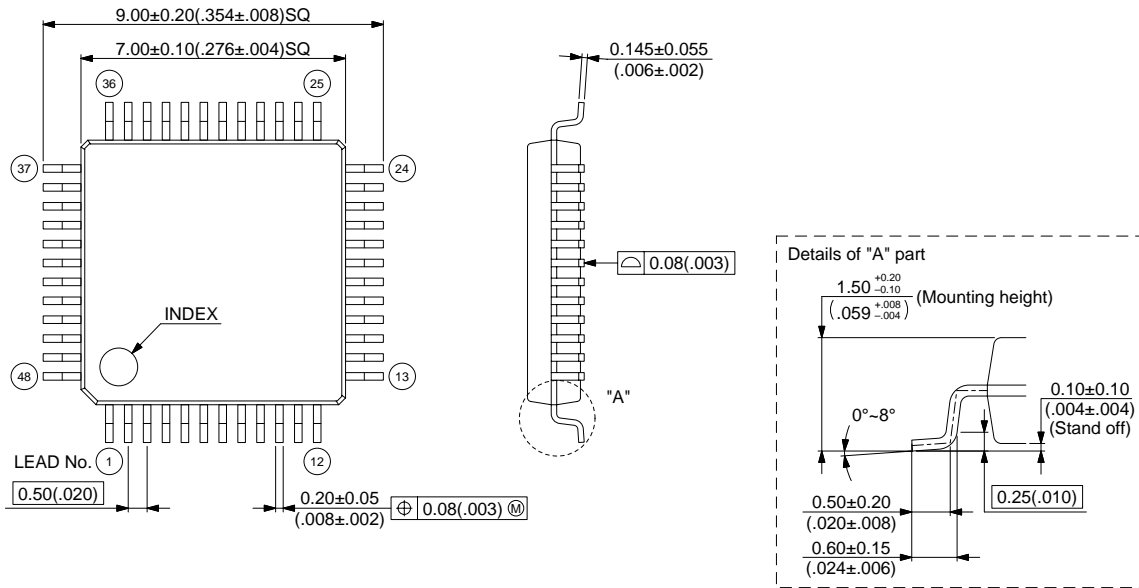 9.00±0.20(.354±.008)SQ
7.00±0.10(.276±.004)SQ
0.145±0.055
(.006±.002)
36
25
37
24
0.08(.003)
INDEX
48
13
"A"
LEAD No.
1
12
0.50(.020)
0.20±0.05
(.008±.002)
⌖ 0.08(.003) Ⓜ
Details of "A" part
1.50 +0.20 –0.10 (Mounting height)
(.059 +.008 –.004)
0°~8°
0.10±0.10
(.004±.004)
(Stand off)
0.25(.010)
0.50±0.20
(.020±.008)
0.60±0.15
(.024±.006)